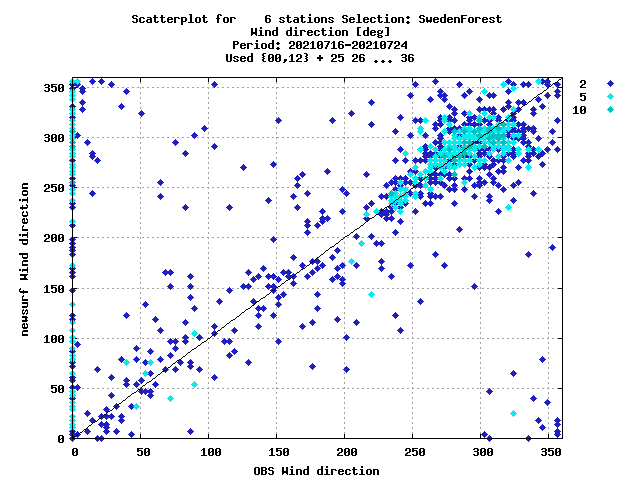 Scatterplot for    6 stations Selection: SwedenForest
Wind direction [deg]
Period: 20210716-20210724
Used {00,12} + 25 26 ... 36
2
5
10
350
300
250
200
150
100
50
0
newsurf Wind direction
0 50 100 150 200 250 300 350
OBS Wind direction